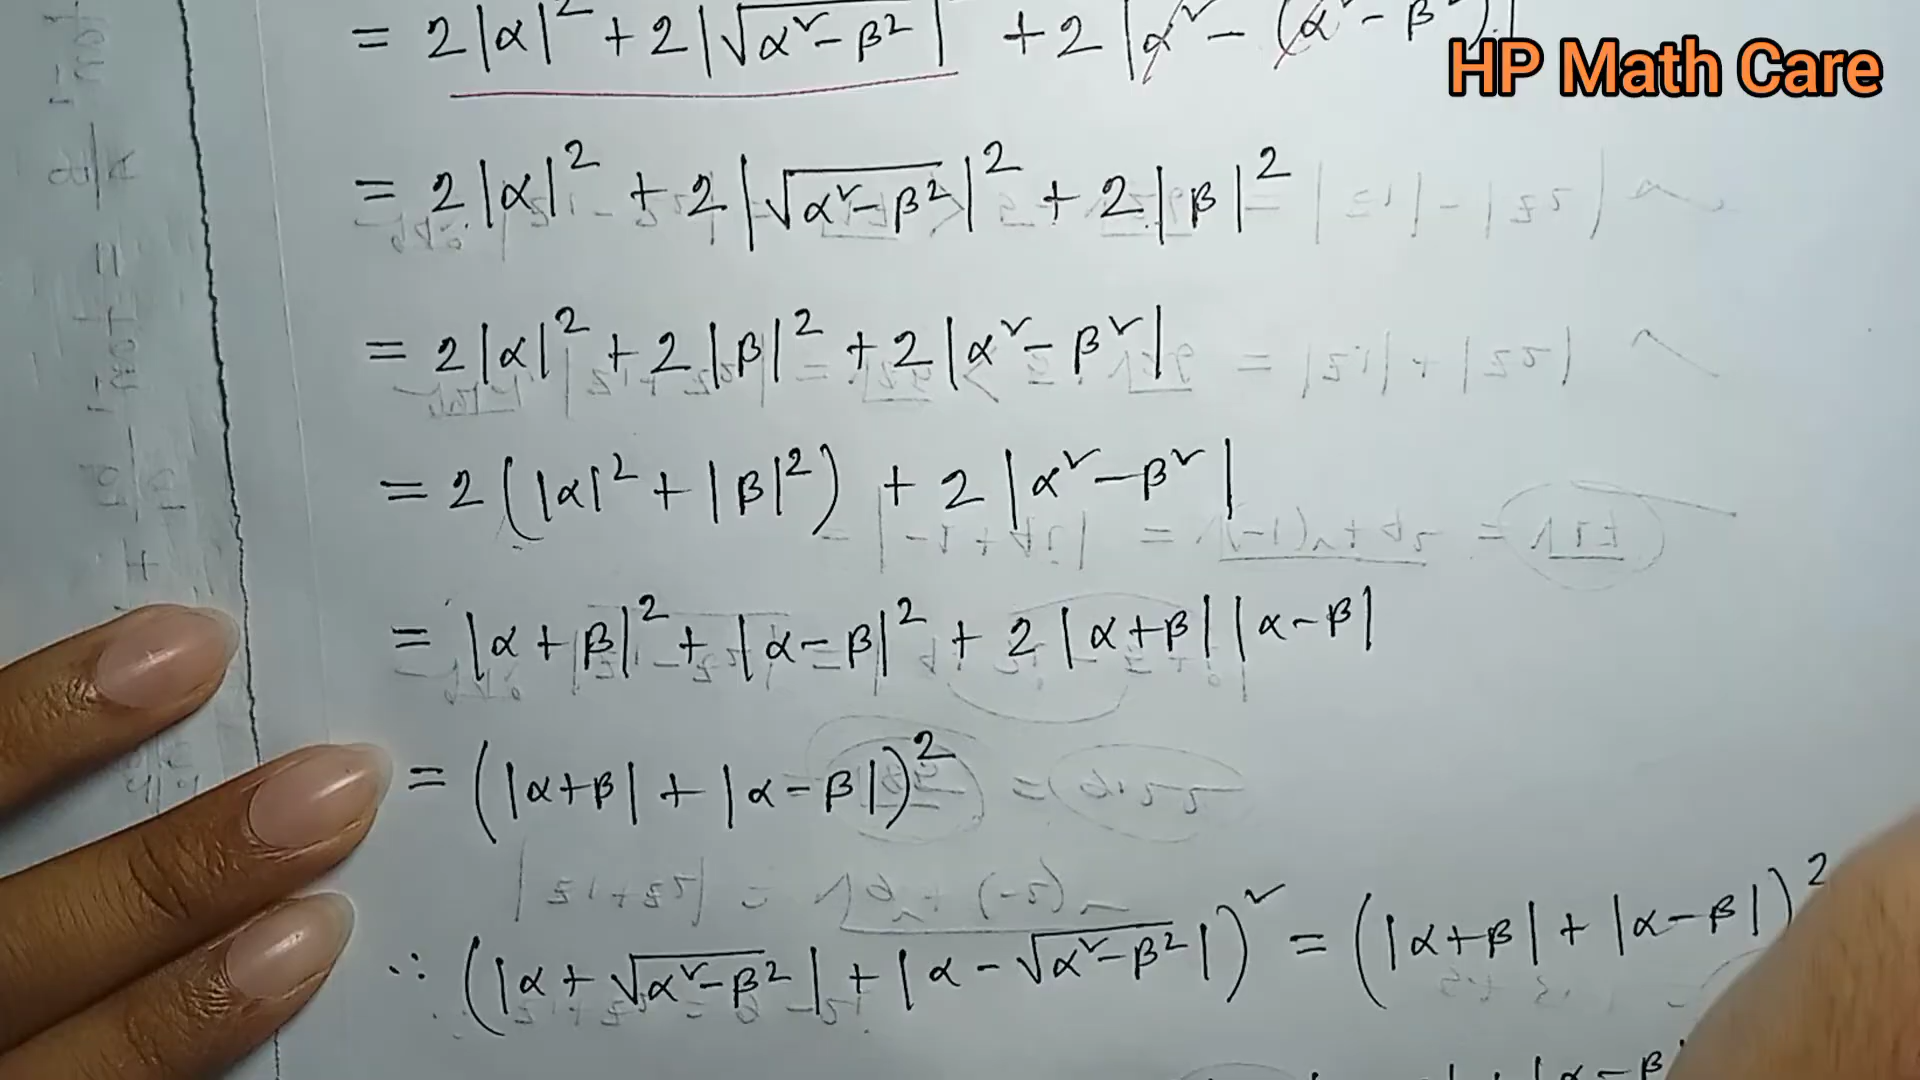 = 2|α|² + 2|√α²-β²| + 2|α² - (α² - β²)|
HP Math Care
= 2|α|² + 2|√α²-β²|² + 2|β|²
= 2|α|² + 2|β|² + 2|α² - β²|
= 2(|α|² + |β|²) + 2|α² - β²|
= |α + β|² + |α - β|² + 2|α + β||α - β|
= (|α+β| + |α - β|)²
∵ (|α + √α²-β²| + |α - √α²-β²|)² = (|α+β| + |α-β|)²